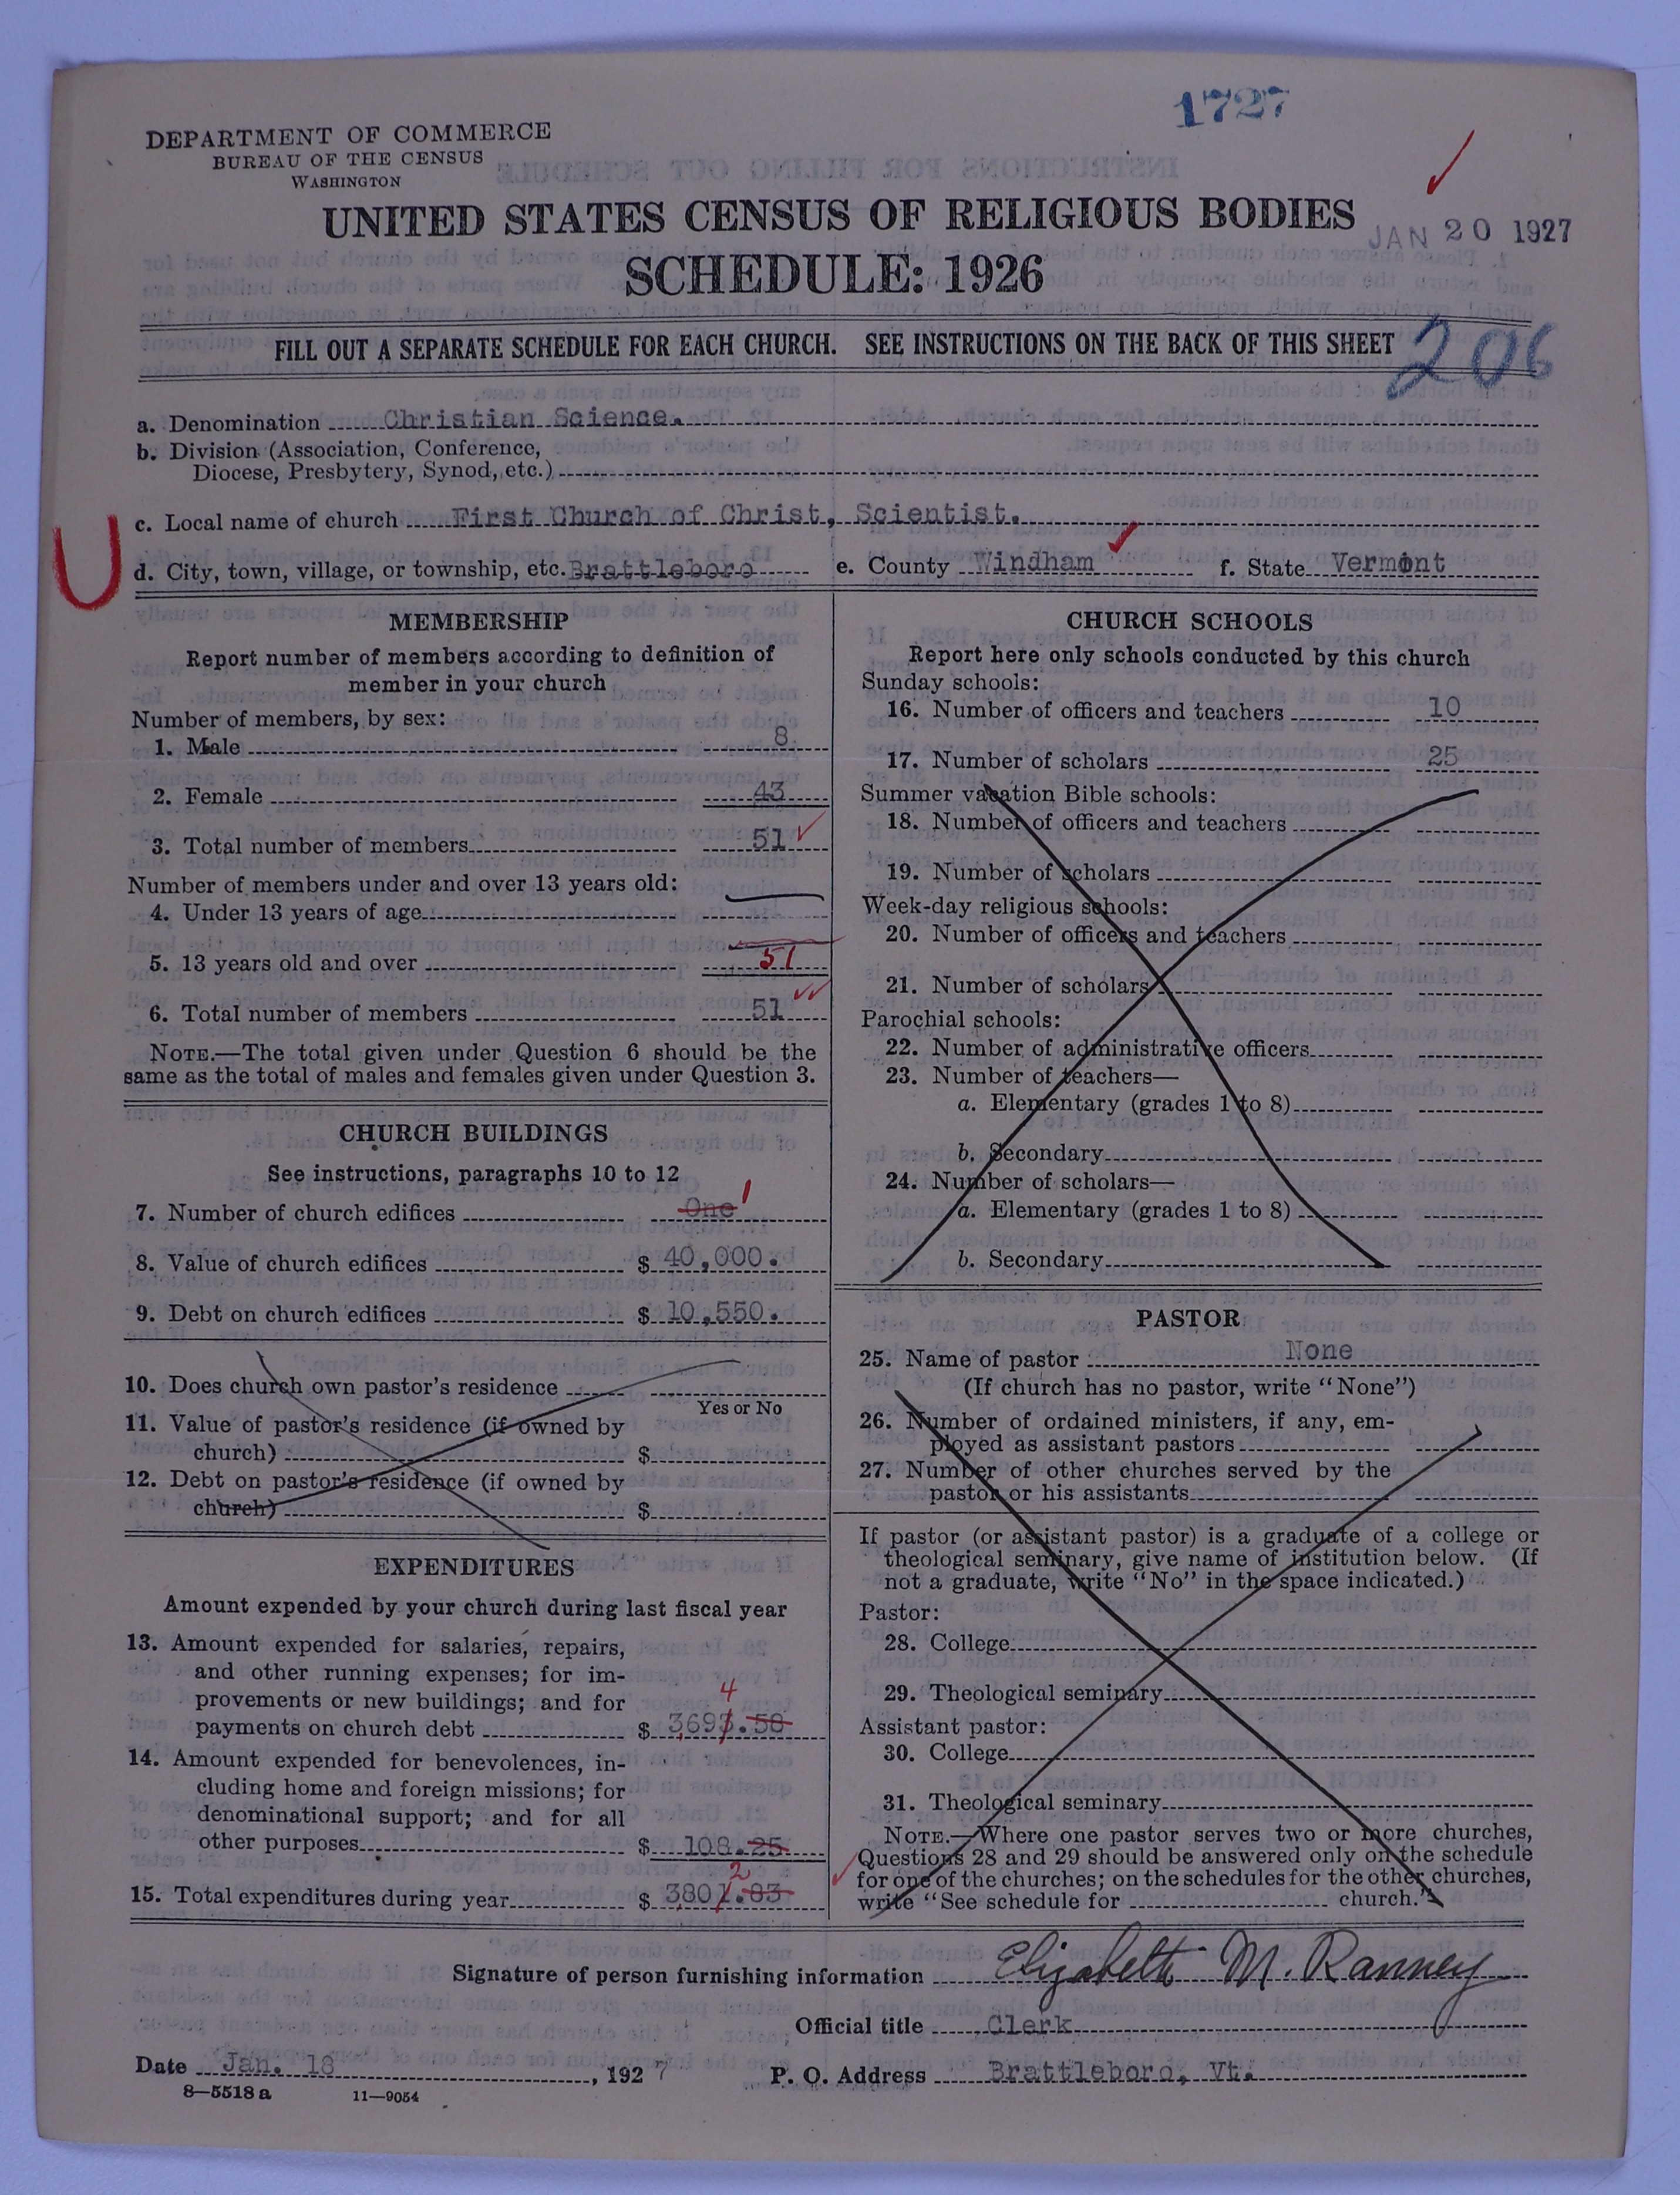 1727
DEPARTMENT OF COMMERCE
BUREAU OF THE CENSUS
WASHINGTON
UNITED STATES CENSUS OF RELIGIOUS BODIES
JAN 20 1927
SCHEDULE: 1926
FILL OUT A SEPARATE SCHEDULE FOR EACH CHURCH. SEE INSTRUCTIONS ON THE BACK OF THIS SHEET
206
a. Denomination Christian Science.
b. Division (Association, Conference,
Diocese, Presbytery, Synod, etc.)
c. Local name of church First Church of Christ, Scientist.
U
d. City, town, village, or township, etc. Brattleboro e. County Windham f. State Vermont
MEMBERSHIP
Report number of members according to definition of
member in your church
Number of members, by sex:
1. Male 8
2. Female 43
3. Total number of members 51
Number of members under and over 13 years old:
4. Under 13 years of age
5. 13 years old and over 51
6. Total number of members 51
NOTE.—The total given under Question 6 should be the
same as the total of males and females given under Question 3.
CHURCH BUILDINGS
See instructions, paragraphs 10 to 12
7. Number of church edifices One 1
8. Value of church edifices $ 40,000.
9. Debt on church edifices $ 10,550.
10. Does church own pastor's residence
Yes or No
11. Value of pastor's residence (if owned by
church) $
12. Debt on pastor's residence (if owned by
church) $
EXPENDITURES
Amount expended by your church during last fiscal year
13. Amount expended for salaries, repairs,
and other running expenses; for im-
provements or new buildings; and for
4
payments on church debt $ 3693.58
14. Amount expended for benevolences, in-
cluding home and foreign missions; for
denominational support; and for all
other purposes $ 108.25
2
15. Total expenditures during year $ 3801.83
CHURCH SCHOOLS
Report here only schools conducted by this church
Sunday schools:
16. Number of officers and teachers 10
17. Number of scholars 25
Summer vacation Bible schools:
18. Number of officers and teachers
19. Number of scholars
Week-day religious schools:
20. Number of officers and teachers
21. Number of scholars
Parochial schools:
22. Number of administrative officers
23. Number of teachers—
a. Elementary (grades 1 to 8)
b. Secondary
24. Number of scholars—
a. Elementary (grades 1 to 8)
b. Secondary
PASTOR
25. Name of pastor None
(If church has no pastor, write "None")
26. Number of ordained ministers, if any, em-
ployed as assistant pastors
27. Number of other churches served by the
pastor or his assistants
If pastor (or assistant pastor) is a graduate of a college or
theological seminary, give name of institution below. (If
not a graduate, write "No" in the space indicated.)
Pastor:
28. College
29. Theological seminary
Assistant pastor:
30. College
31. Theological seminary
NOTE.—Where one pastor serves two or more churches,
Questions 28 and 29 should be answered only on the schedule
for one of the churches; on the schedules for the other churches,
write "See schedule for church."
Signature of person furnishing information Elizabeth M. Ranney
Official title Clerk
Date Jan. 18, 1927 P. O. Address Brattleboro, Vt.
8—5518 a 11—9054